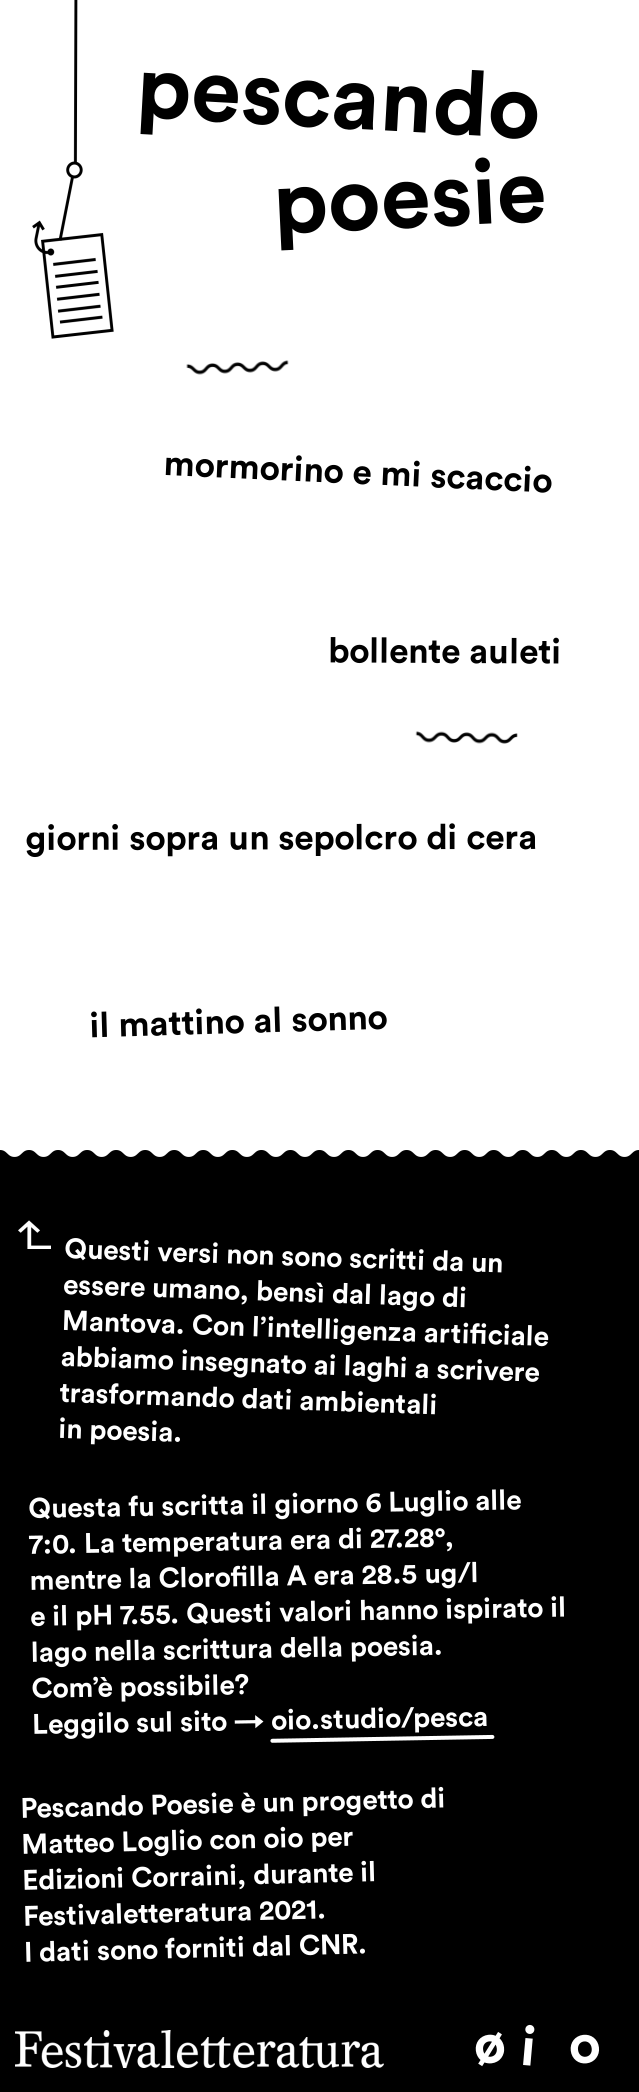 pescando
poesie
mormorino e mi scaccio
bollente auleti
giorni sopra un sepolcro di cera
il mattino al sonno
Questi versi non sono scritti da un
essere umano, bensì dal lago di
Mantova. Con l’intelligenza artificiale
abbiamo insegnato ai laghi a scrivere
trasformando dati ambientali
in poesia.
Questa fu scritta il giorno 6 Luglio alle
7:0. La temperatura era di 27.28°,
mentre la Clorofilla A era 28.5 ug/l
e il pH 7.55. Questi valori hanno ispirato il
lago nella scrittura della poesia.
Com’è possibile?
Leggilo sul sito → oio.studio/pesca
Pescando Poesie è un progetto di
Matteo Loglio con oio per
Edizioni Corraini, durante il
Festivaletteratura 2021.
I dati sono forniti dal CNR.
Festivaletteratura øio